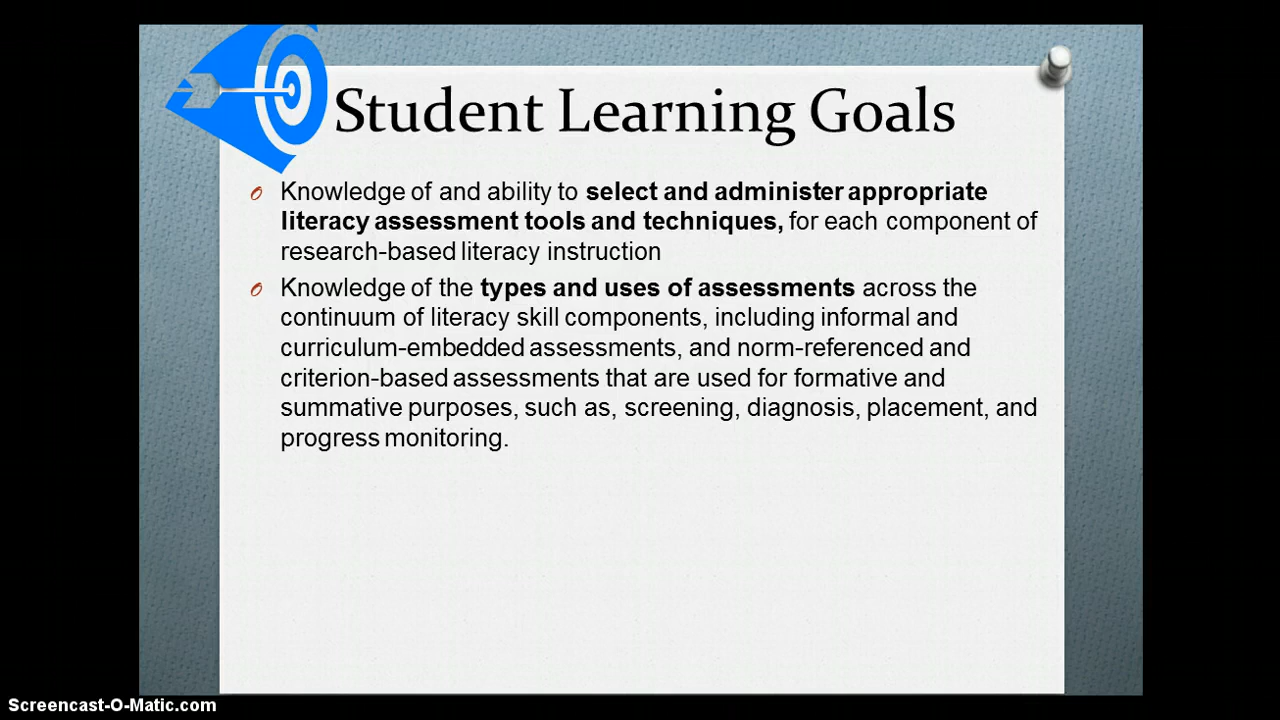 Student Learning Goals
Knowledge of and ability to select and administer appropriate
literacy assessment tools and techniques, for each component of
research-based literacy instruction
Knowledge of the types and uses of assessments across the
continuum of literacy skill components, including informal and
curriculum-embedded assessments, and norm-referenced and
criterion-based assessments that are used for formative and
summative purposes, such as, screening, diagnosis, placement, and
progress monitoring.
Screencast-O-Matic.com